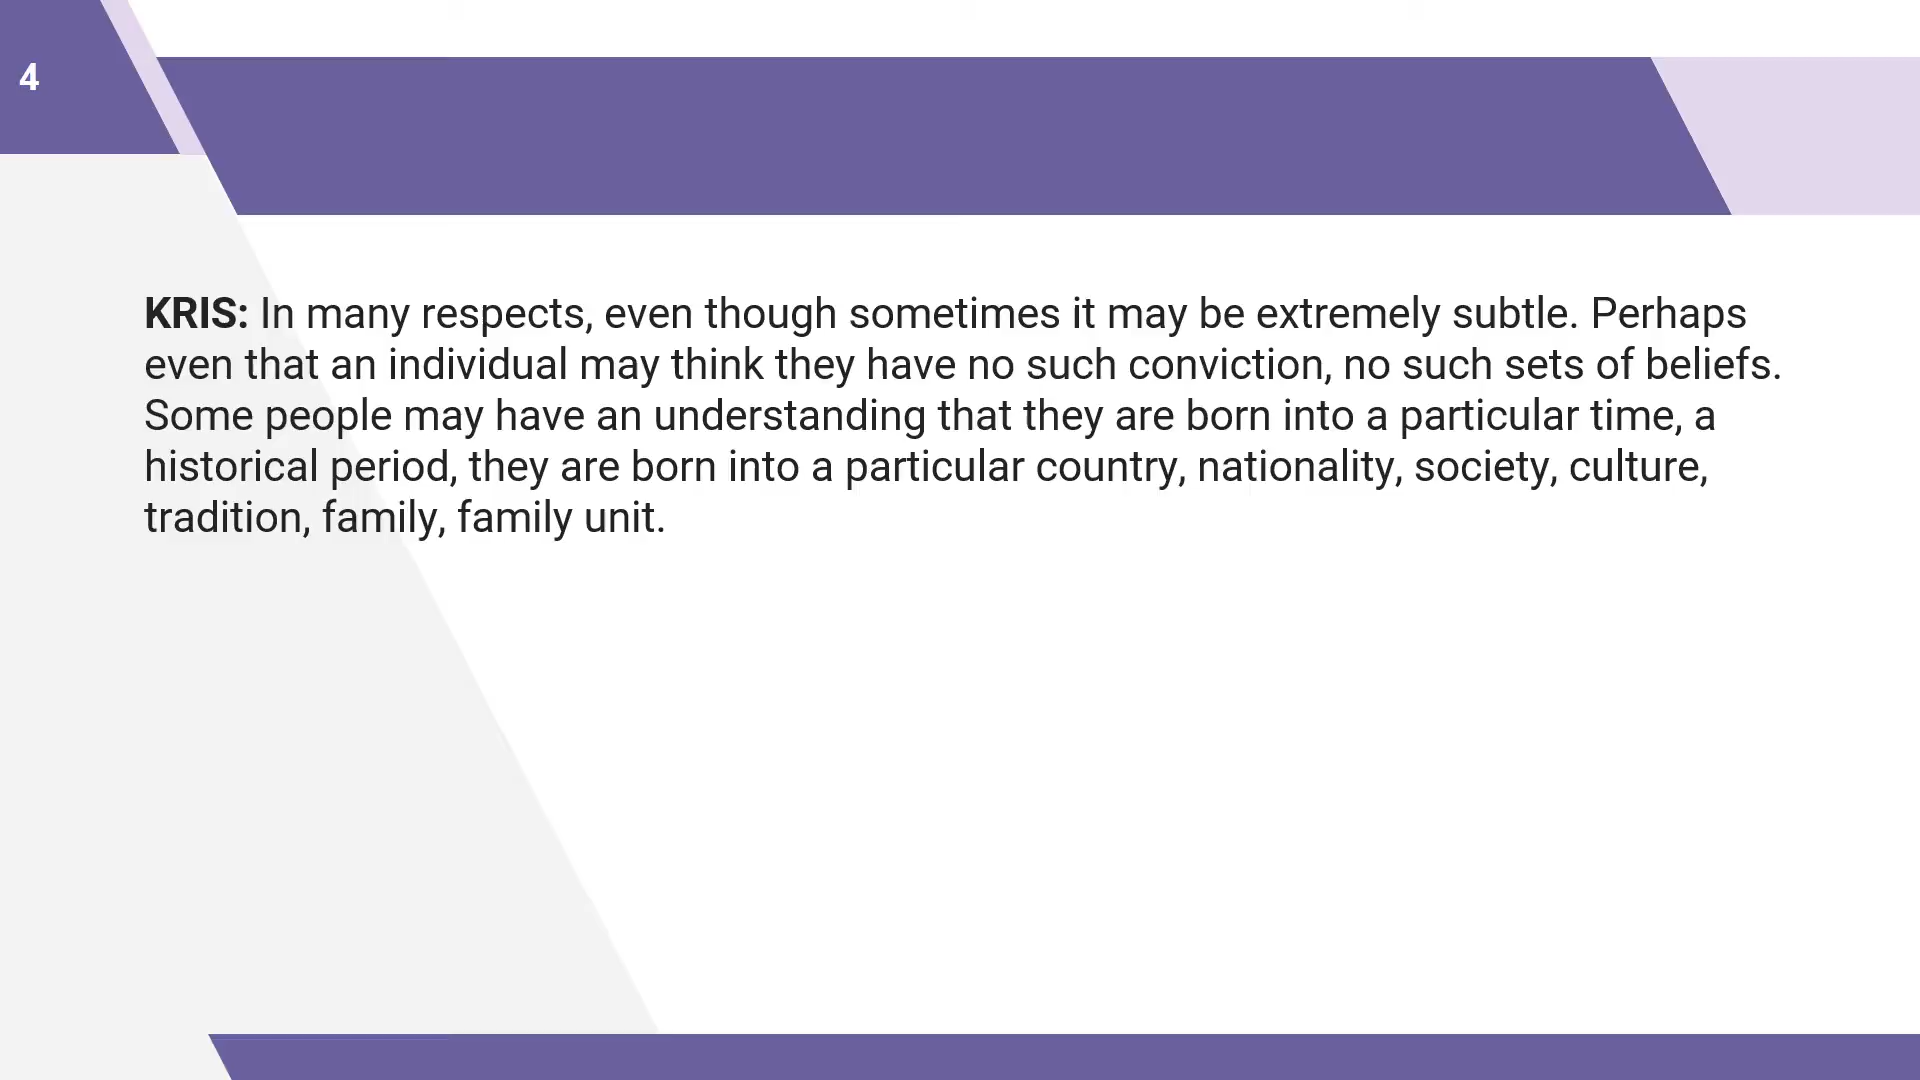 4
KRIS: In many respects, even though sometimes it may be extremely subtle. Perhaps
even that an individual may think they have no such conviction, no such sets of beliefs.
Some people may have an understanding that they are born into a particular time, a
historical period, they are born into a particular country, nationality, society, culture,
tradition, family, family unit.